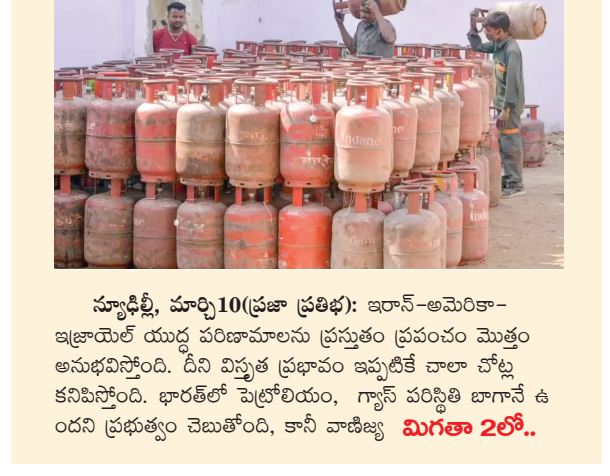 Indane
న్యూఢిల్లీ, మార్చి10(ప్రజా ప్రతిభ): ఇరాన్-అమెరికా-
ఇజ్రాయెల్ యుద్ధ పరిణామాలను ప్రస్తుతం ప్రపంచం మొత్తం
అనుభవిస్తోంది. దీని విస్తృత ప్రభావం ఇప్పటికే చాలా చోట్ల
కనిపిస్తోంది. భారత్‌లో పెట్రోలియం, గ్యాస్ పరిస్థితి బాగానే ఉ
ందని ప్రభుత్వం చెబుతోంది, కానీ వాణిజ్య మిగతా 2లో..